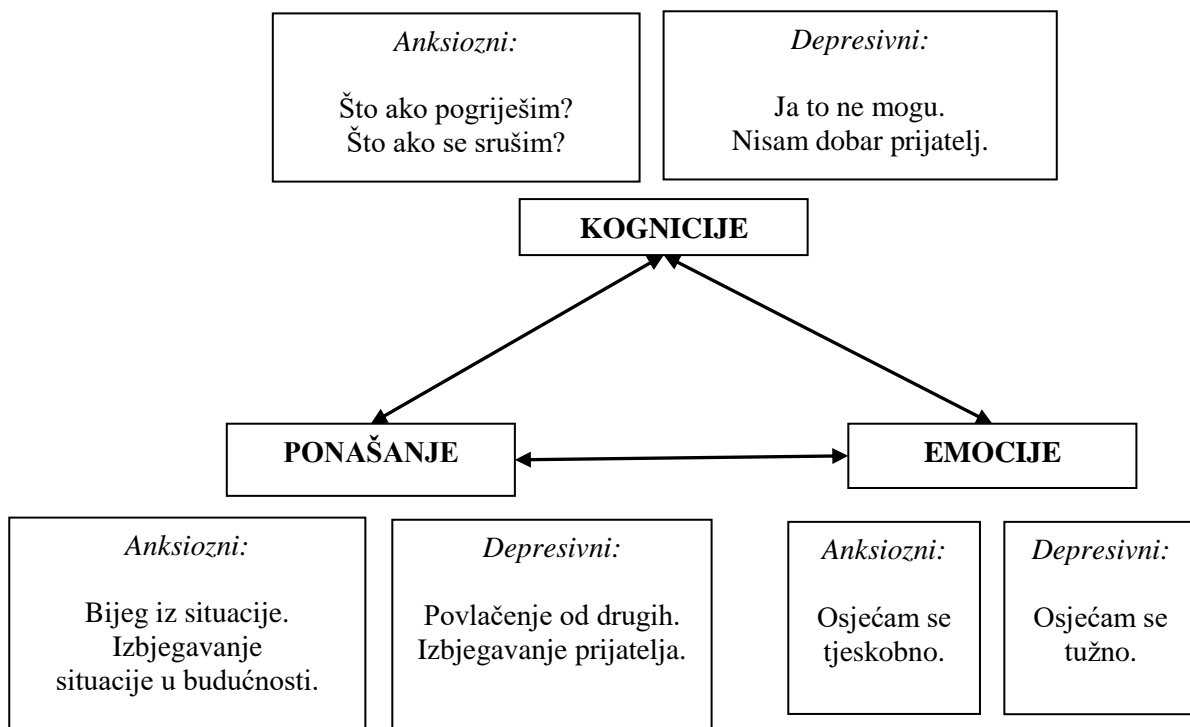 Anksiozni:
Što ako pogriješim?
Što ako se srušim?
Depresivni:
Ja to ne mogu.
Nisam dobar prijatelj.
KOGNICIJE
PONAŠANJE
EMOCIJE
Anksiozni:
Bijeg iz situacije.
Izbjegavanje
situacije u budućnosti.
Depresivni:
Povlačenje od drugih.
Izbjegavanje prijatelja.
Anksiozni:
Osjećam se
tjeskobno.
Depresivni:
Osjećam se
tužno.